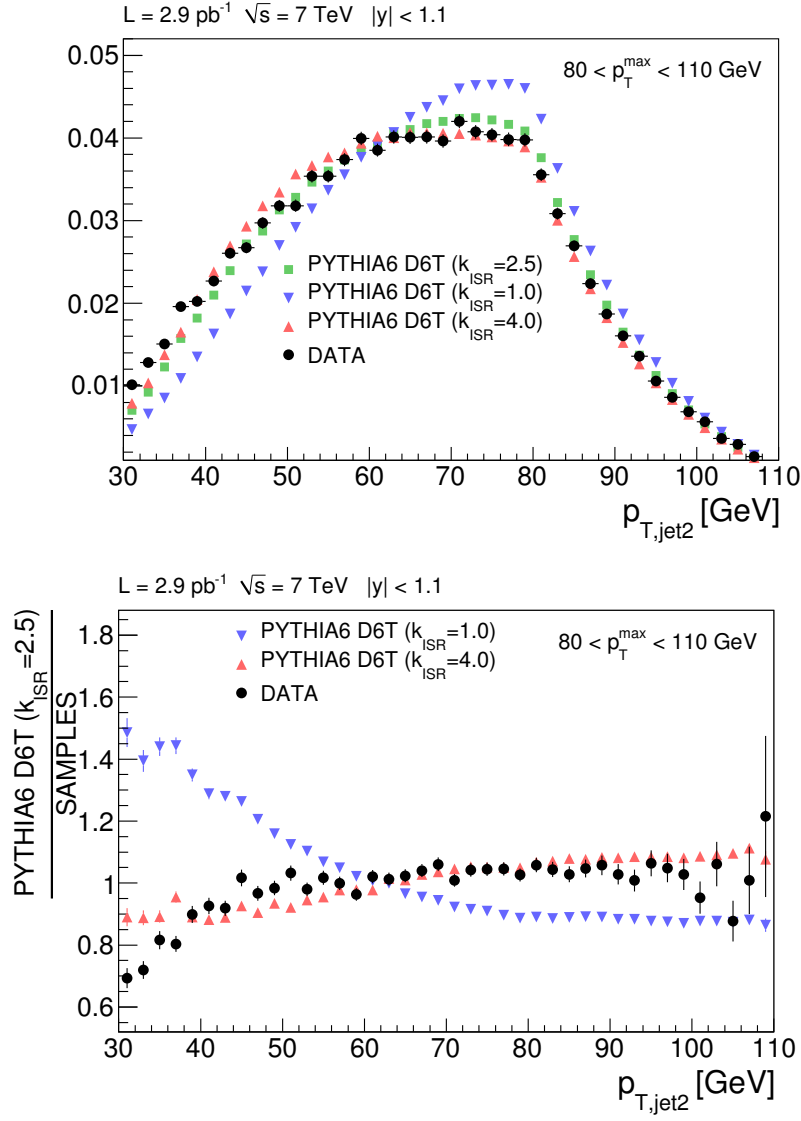 L = 2.9 pb⁻¹ √s = 7 TeV |y| < 1.1
80 < p_T^max < 110 GeV
0.05
0.04
0.03
0.02
0.01
PYTHIA6 D6T (k_ISR=2.5)
PYTHIA6 D6T (k_ISR=1.0)
PYTHIA6 D6T (k_ISR=4.0)
DATA
30 40 50 60 70 80 90 100 110
p_T,jet2 [GeV]
L = 2.9 pb⁻¹ √s = 7 TeV |y| < 1.1
PYTHIA6 D6T (k_ISR=2.5)
SAMPLES
PYTHIA6 D6T (k_ISR=1.0)
PYTHIA6 D6T (k_ISR=4.0)
DATA
80 < p_T^max < 110 GeV
1.8
1.6
1.4
1.2
1
0.8
0.6
30 40 50 60 70 80 90 100 110
p_T,jet2 [GeV]